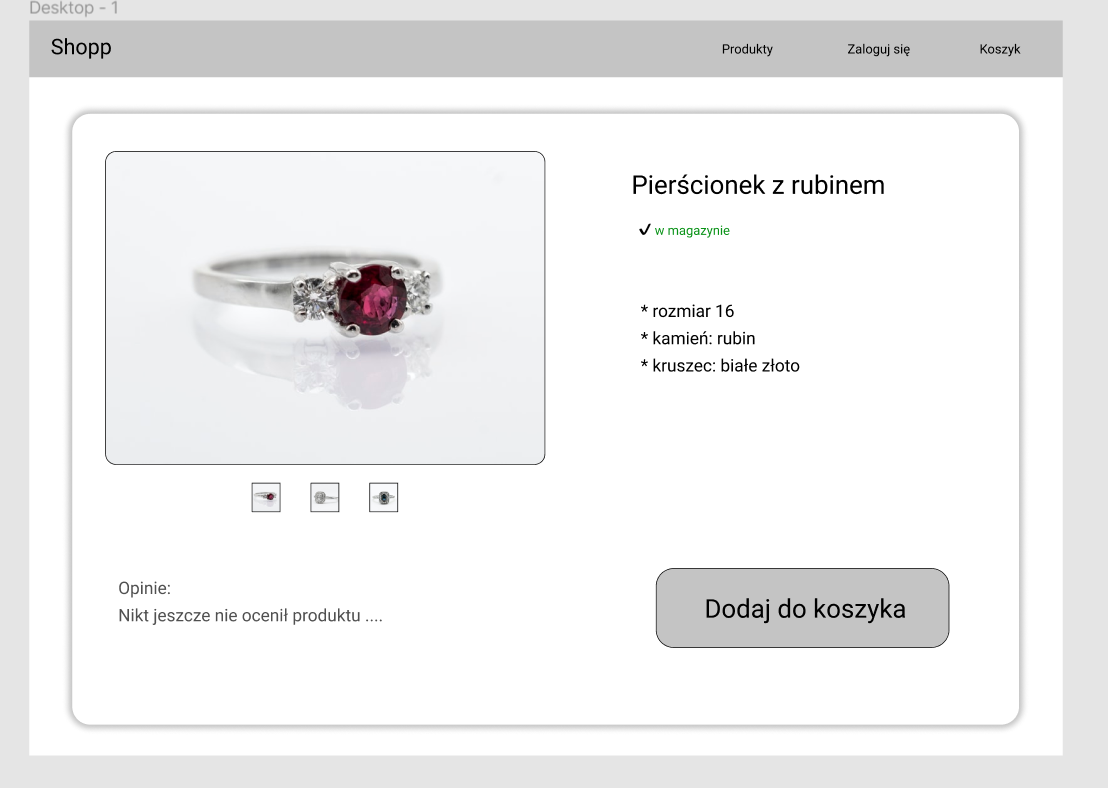 Desktop - 1
Shopp
Produkty
Zaloguj się
Koszyk
Pierścionek z rubinem
✔ w magazynie
* rozmiar 16
* kamień: rubin
* kruszec: białe złoto
Opinie:
Nikt jeszcze nie ocenił produktu ....
Dodaj do koszyka